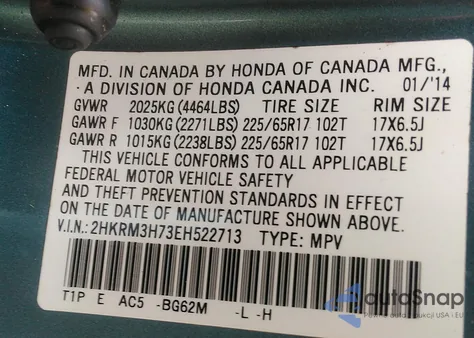 MFD. IN CANADA BY HONDA OF CANADA MFG.,
A DIVISION OF HONDA CANADA INC. 01/'14
GVWR 2025KG (4464LBS) TIRE SIZE RIM SIZE
GAWR F 1030KG (2271LBS) 225/65R17 102T 17X6.5J
GAWR R 1015KG (2238LBS) 225/65R17 102T 17X6.5J
THIS VEHICLE CONFORMS TO ALL APPLICABLE
FEDERAL MOTOR VEHICLE SAFETY
AND THEFT PREVENTION STANDARDS IN EFFECT
ON THE DATE OF MANUFACTURE SHOWN ABOVE.
V.I.N.: 2HKRM3H73EH522713 TYPE: MPV
T1P E AC5 -BG62M -L -H
autoSnap
aukcji USA i EU